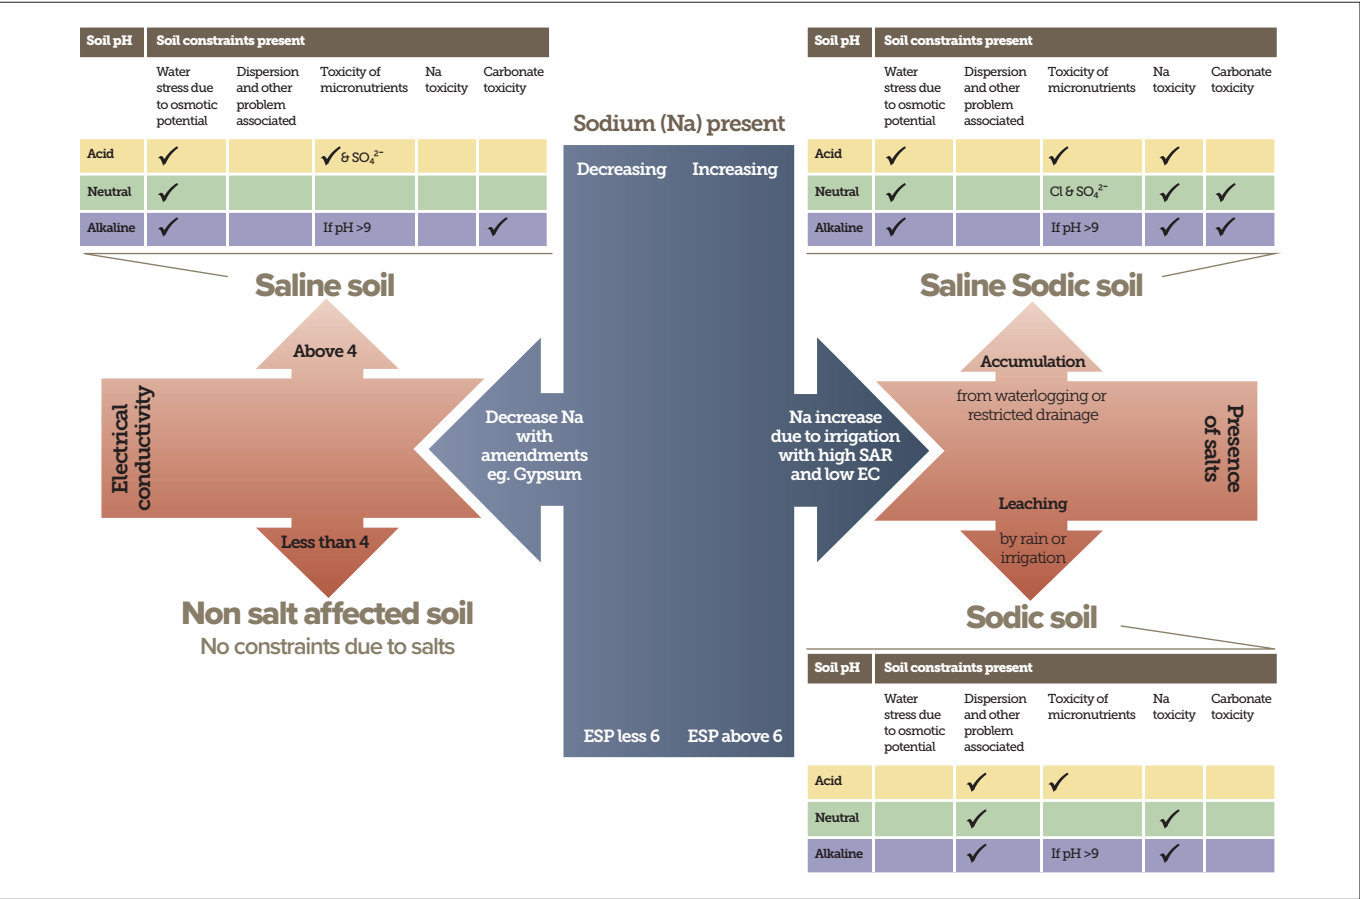 Soil pH Soil constraints present
Water stress due to osmotic potential
Dispersion and other problem associated
Toxicity of micronutrients
Na toxicity
Carbonate toxicity
Acid ✓ ✓ & SO₄²⁻
Neutral ✓
Alkaline ✓ If pH >9 ✓
Saline soil
Soil pH Soil constraints present
Water stress due to osmotic potential
Dispersion and other problem associated
Toxicity of micronutrients
Na toxicity
Carbonate toxicity
Acid ✓ ✓ ✓
Neutral ✓ Cl & SO₄²⁻ ✓ ✓
Alkaline ✓ If pH >9 ✓ ✓
Saline Sodic soil
Sodium (Na) present
Decreasing Increasing
Above 4
Electrical
conductivity
Less than 4
Non salt affected soil
No constraints due to salts
Decrease Na
with
amendments
eg. Gypsum
Na increase
due to irrigation
with high SAR
and low EC
Accumulation
from waterlogging or
restricted drainage
Presence
of salts
Leaching
by rain or
irrigation
Sodic soil
ESP less 6 ESP above 6
Soil pH Soil constraints present
Water stress due to osmotic potential
Dispersion and other problem associated
Toxicity of micronutrients
Na toxicity
Carbonate toxicity
Acid ✓ ✓
Neutral ✓ ✓
Alkaline ✓ If pH >9 ✓